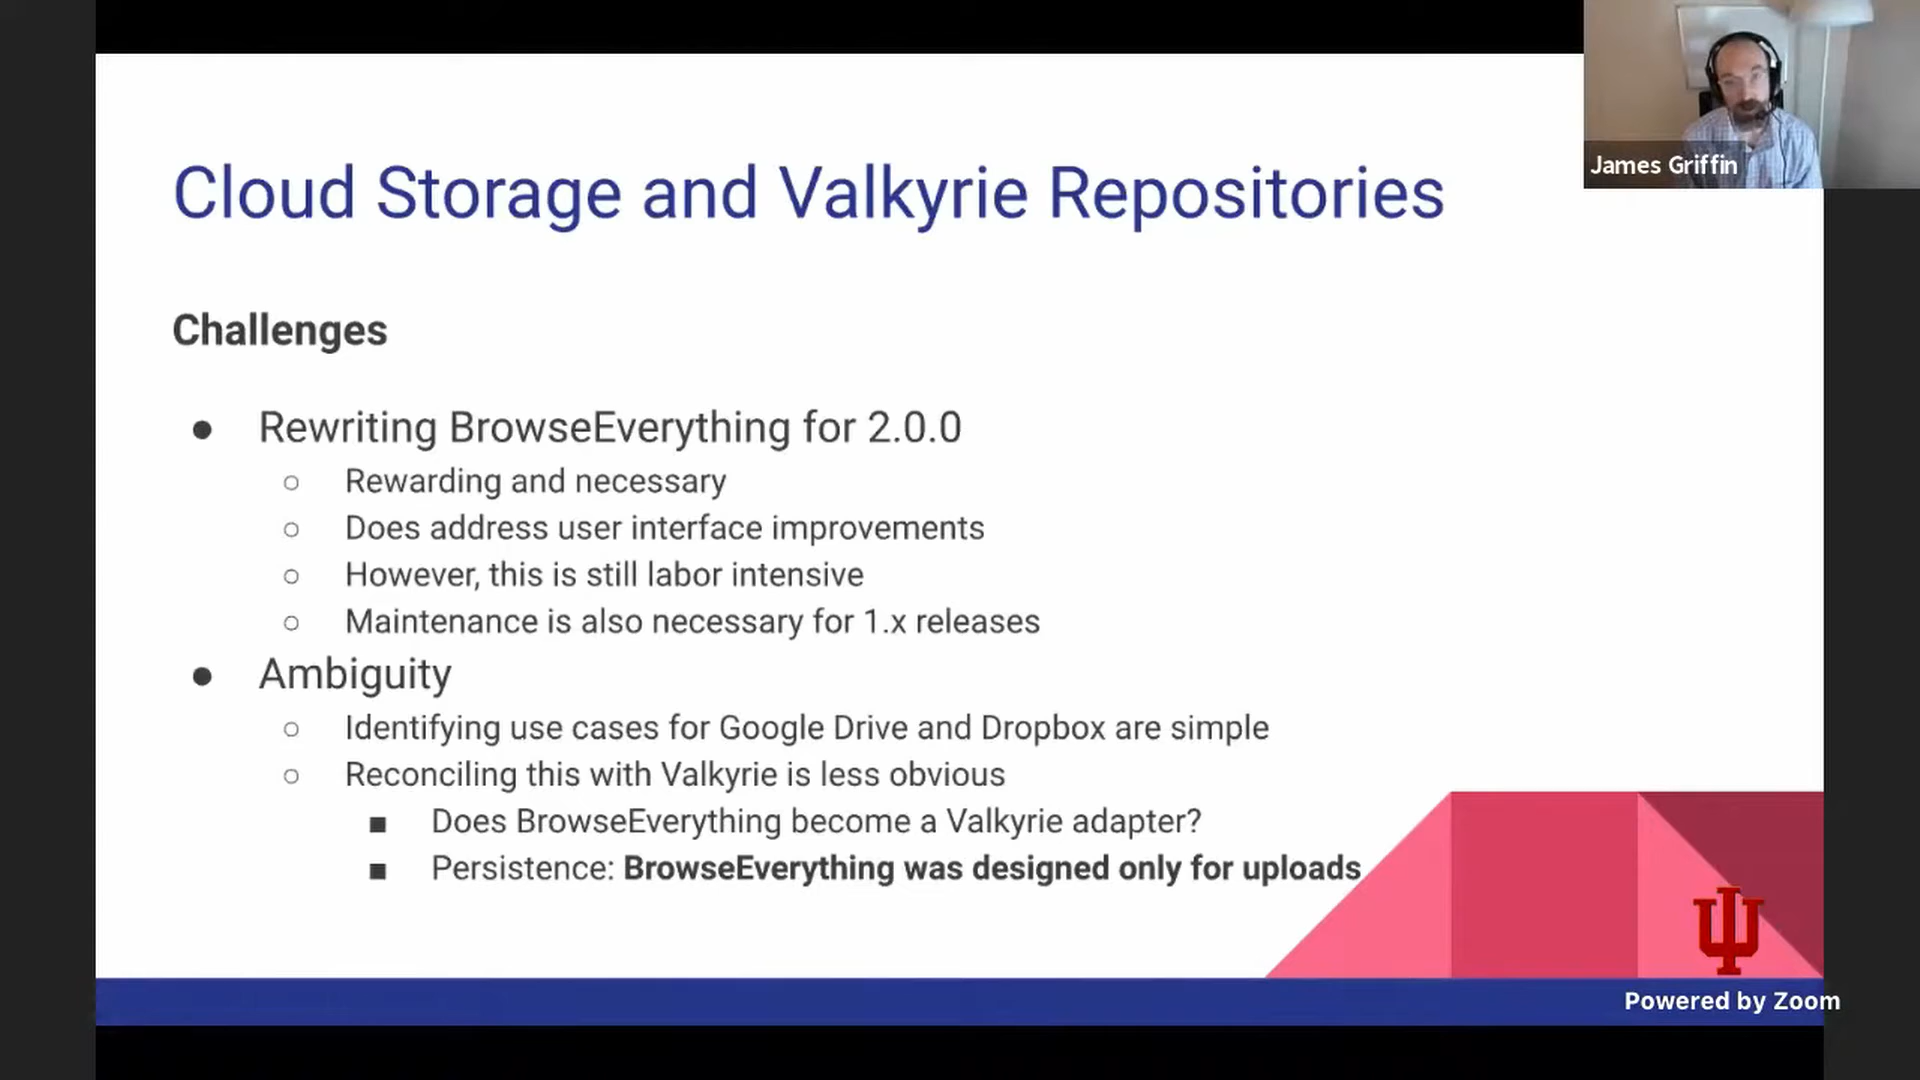 James Griffin
Cloud Storage and Valkyrie Repositories
Challenges
● Rewriting BrowseEverything for 2.0.0
○ Rewarding and necessary
○ Does address user interface improvements
○ However, this is still labor intensive
○ Maintenance is also necessary for 1.x releases
● Ambiguity
○ Identifying use cases for Google Drive and Dropbox are simple
○ Reconciling this with Valkyrie is less obvious
■ Does BrowseEverything become a Valkyrie adapter?
■ Persistence: BrowseEverything was designed only for uploads
Powered by Zoom